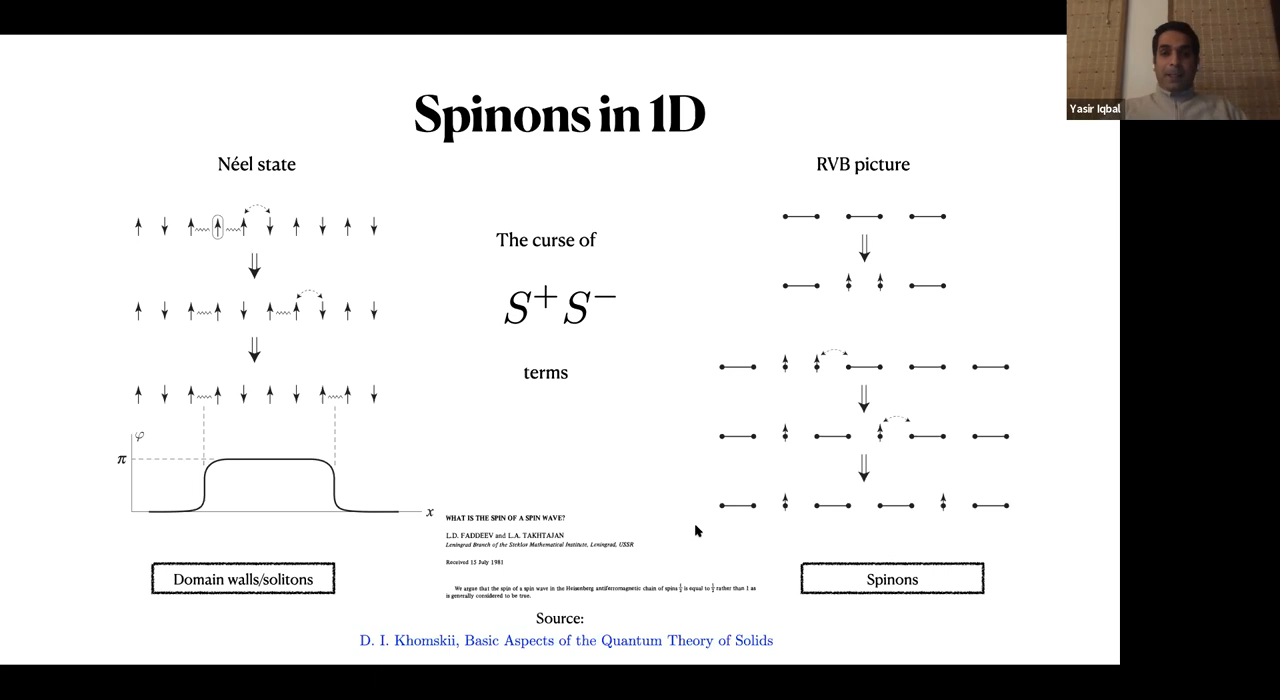 Yasir Iqbal
Spinons in 1D
Néel state
RVB picture
The curse of
S⁺S⁻
terms
φ
π
x
WHAT IS THE SPIN OF A SPIN WAVE?
L.D. FADDEEV and L.A. TAKHTAJAN
Leningrad Branch of the Steklov Mathematical Institute, Leningrad, USSR
Received 15 July 1981
We argue that the spin of a spin wave in the Heisenberg antiferromagnetic chain of spins ½ is equal to ½ rather than 1 as
is generally considered to be true.
Domain walls/solitons
Spinons
Source:
D. I. Khomskii, Basic Aspects of the Quantum Theory of Solids